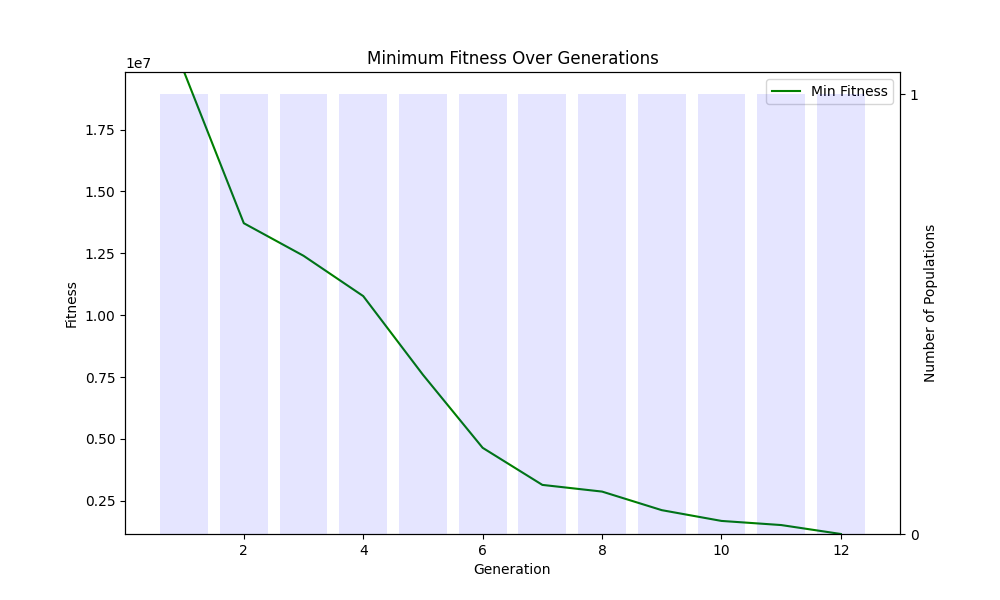 Minimum Fitness Over Generations
1e7
Min Fitness
1.75
1.50
1.25
1.00
0.75
0.50
0.25
Fitness
1
0
Number of Populations
2 4 6 8 10 12
Generation